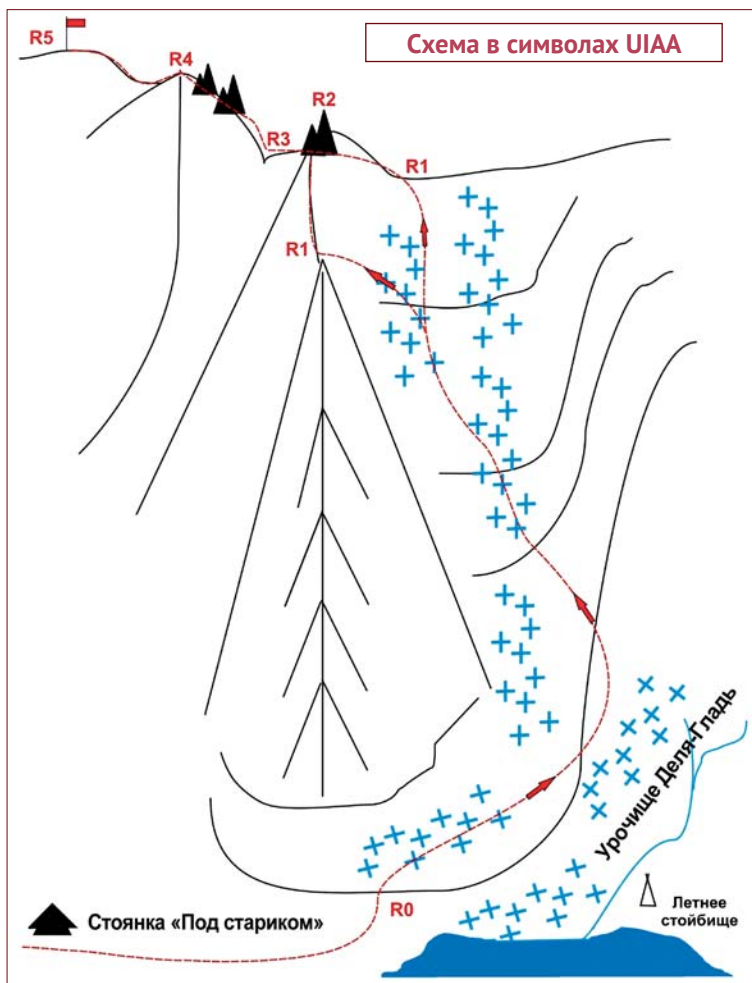 Схема в символах UIAA
R5
R4
R2
R3
R1
R1
Урочище Деля-Гладь
R0
Стоянка «Под стариком»
Летнее
стойбище